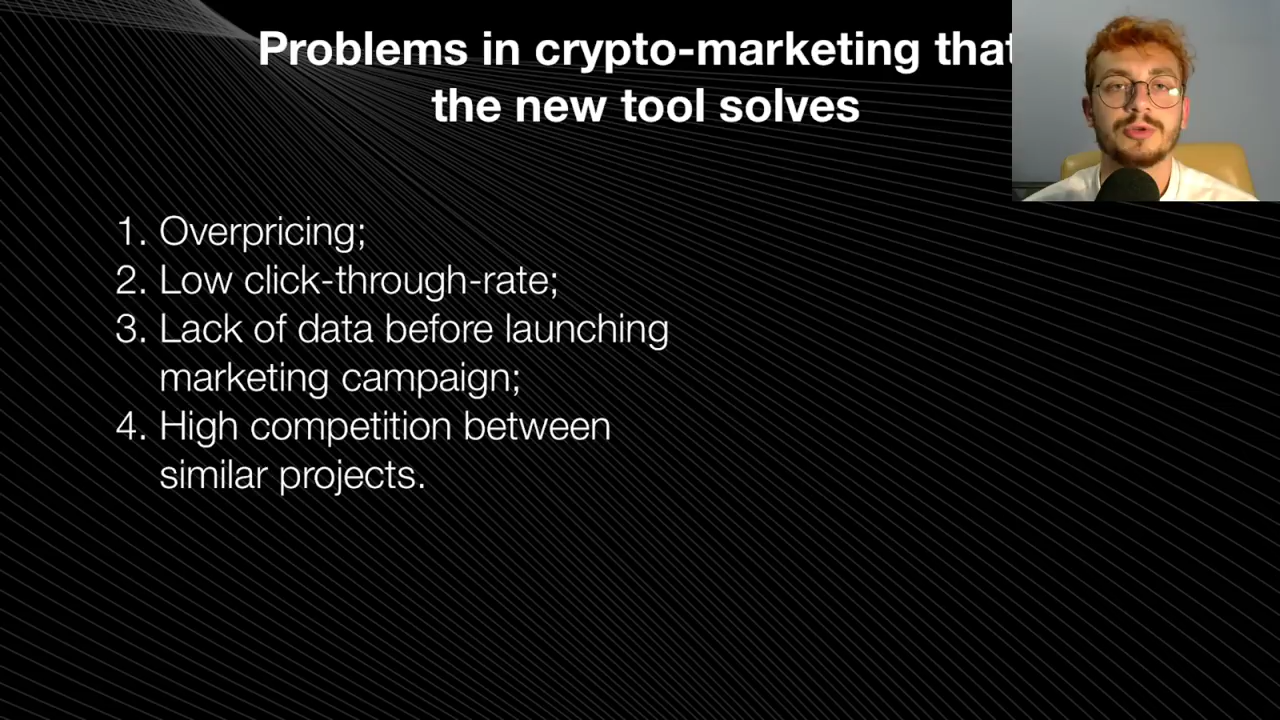 Problems in crypto-marketing that
the new tool solves
1. Overpricing;
2. Low click-through-rate;
3. Lack of data before launching
marketing campaign;
4. High competition between
similar projects.